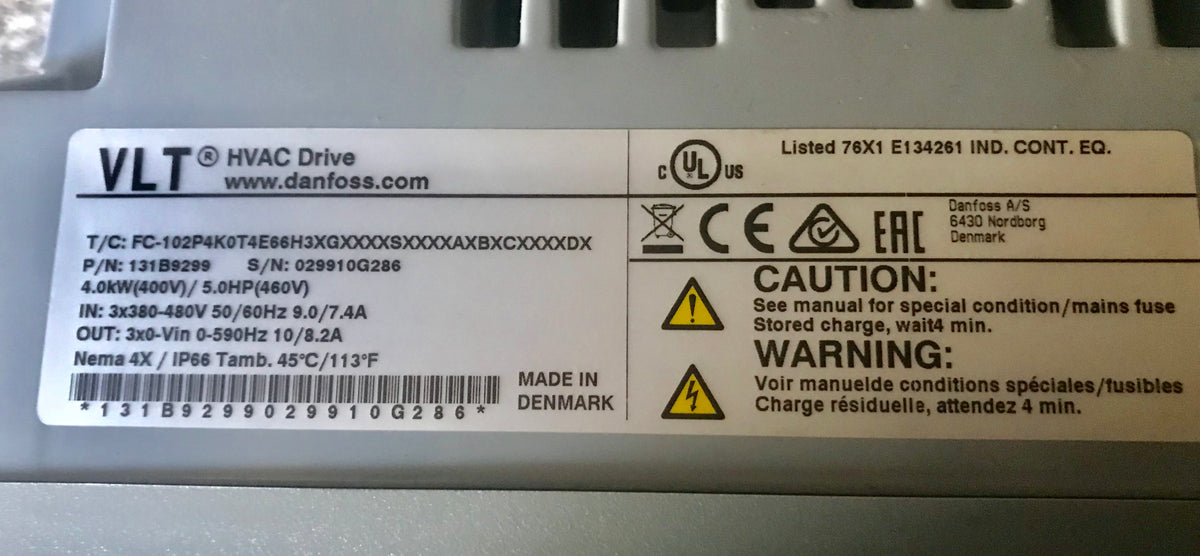 VLT® HVAC Drive
www.danfoss.com
T/C: FC-102P4K0T4E66H3XGXXXXSXXXXAXBXCXXXXDX
P/N: 131B9299 S/N: 029910G286
4.0kW(400V)/ 5.0HP(460V)
IN: 3x380-480V 50/60Hz 9.0/7.4A
OUT: 3x0-Vin 0-590Hz 10/8.2A
Nema 4X / IP66 Tamb. 45°C/113°F
*131B9299029910G286*
MADE IN
DENMARK
C UL US
Listed 76X1 E134261 IND. CONT. EQ.
CE EAC
Danfoss A/S
6430 Nordborg
Denmark
CAUTION:
See manual for special condition/mains fuse
Stored charge, wait4 min.
WARNING:
Voir manuelde conditions spéciales/fusibles
Charge résiduelle, attendez 4 min.